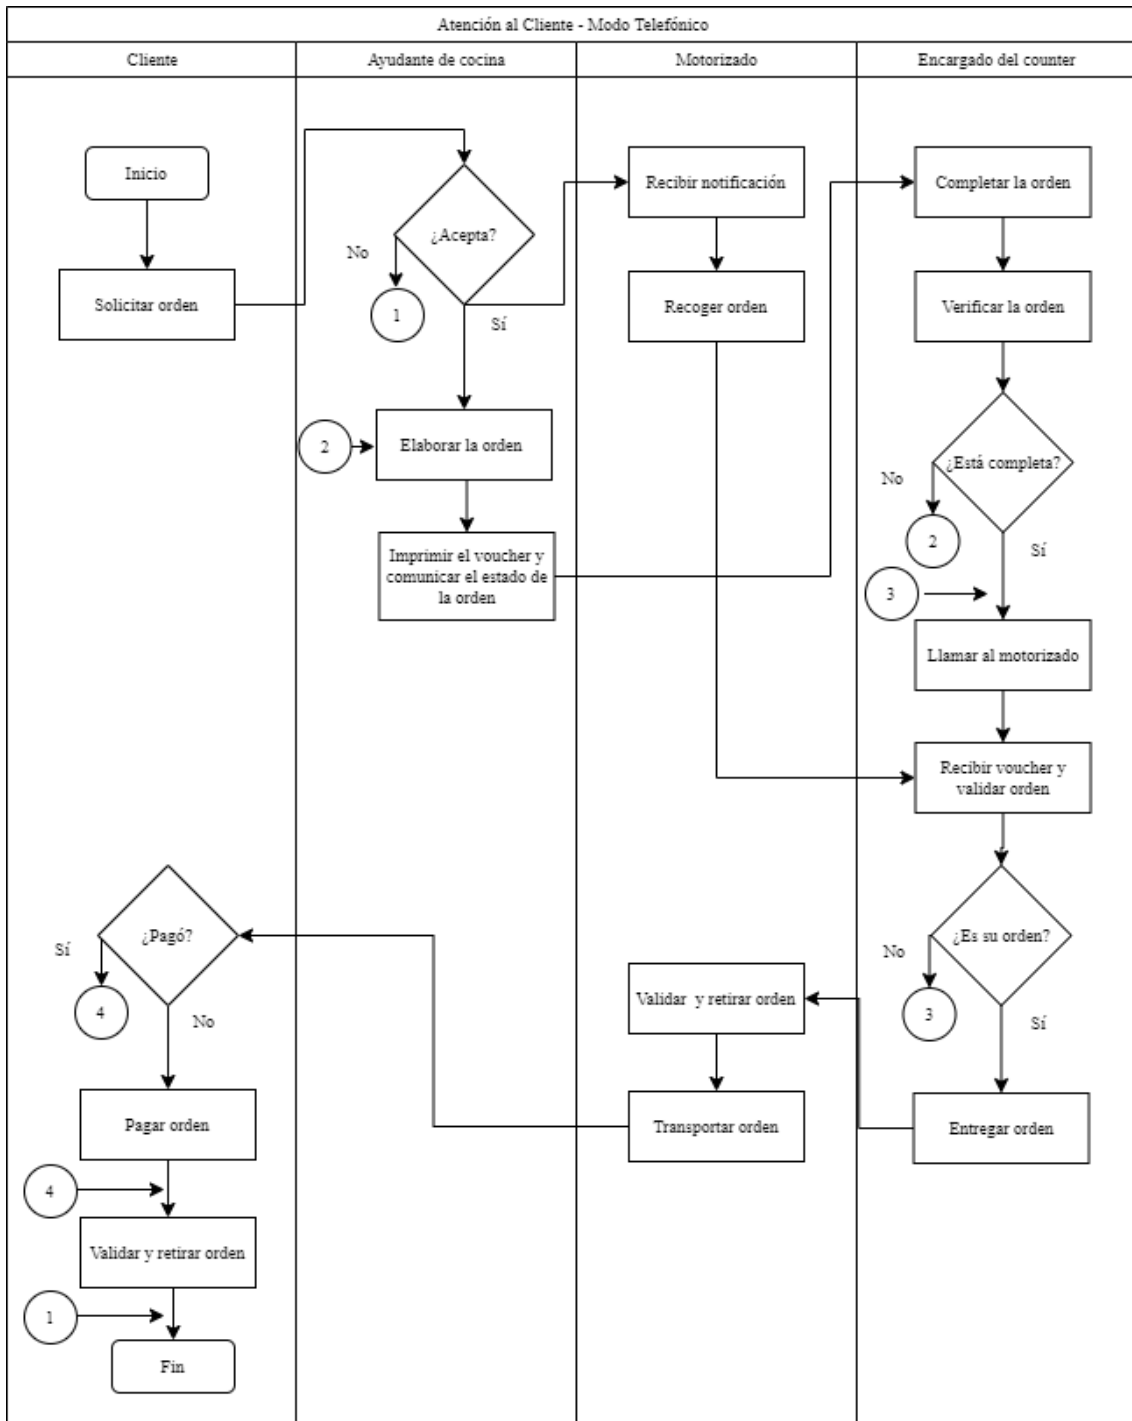 Atención al Cliente - Modo Telefónico
Cliente
Ayudante de cocina
Motorizado
Encargado del counter
Inicio
Solicitar orden
¿Acepta?
No
1
Sí
2
Elaborar la orden
Imprimir el voucher y
comunicar el estado de
la orden
Recibir notificación
Recoger orden
Completar la orden
Verificar la orden
¿Está completa?
No
2
Sí
3
Llamar al motorizado
Recibir voucher y
validar orden
¿Es su orden?
No
3
Sí
Entregar orden
Validar y retirar orden
Transportar orden
¿Pagó?
Sí
4
No
Pagar orden
4
Validar y retirar orden
1
Fin